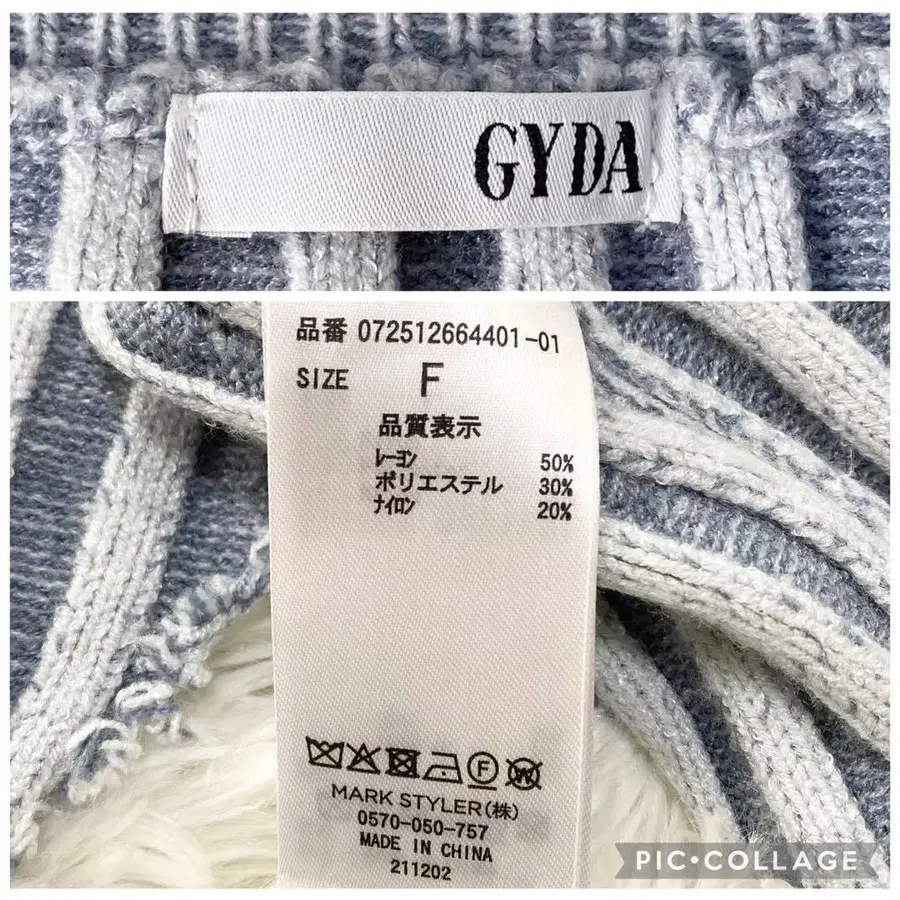 GYDA
品番 072512664401-01
SIZE F
品質表示
レーヨン 50%
ポリエステル 30%
ナイロン 20%
F W
MARK STYLER(株)
0570-050-757
MADE IN CHINA
211202
PIC•COLLAGE